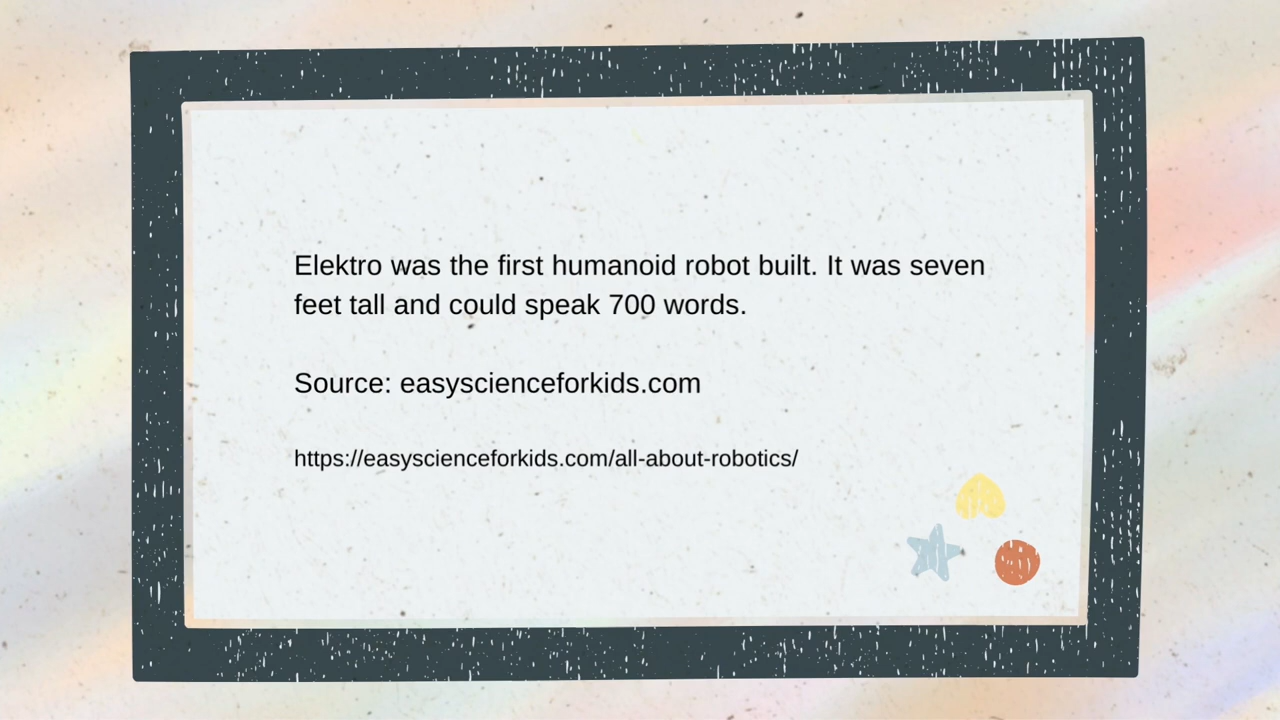 Elektro was the first humanoid robot built. It was seven
feet tall and could speak 700 words.
Source: easyscienceforkids.com
https://easyscienceforkids.com/all-about-robotics/